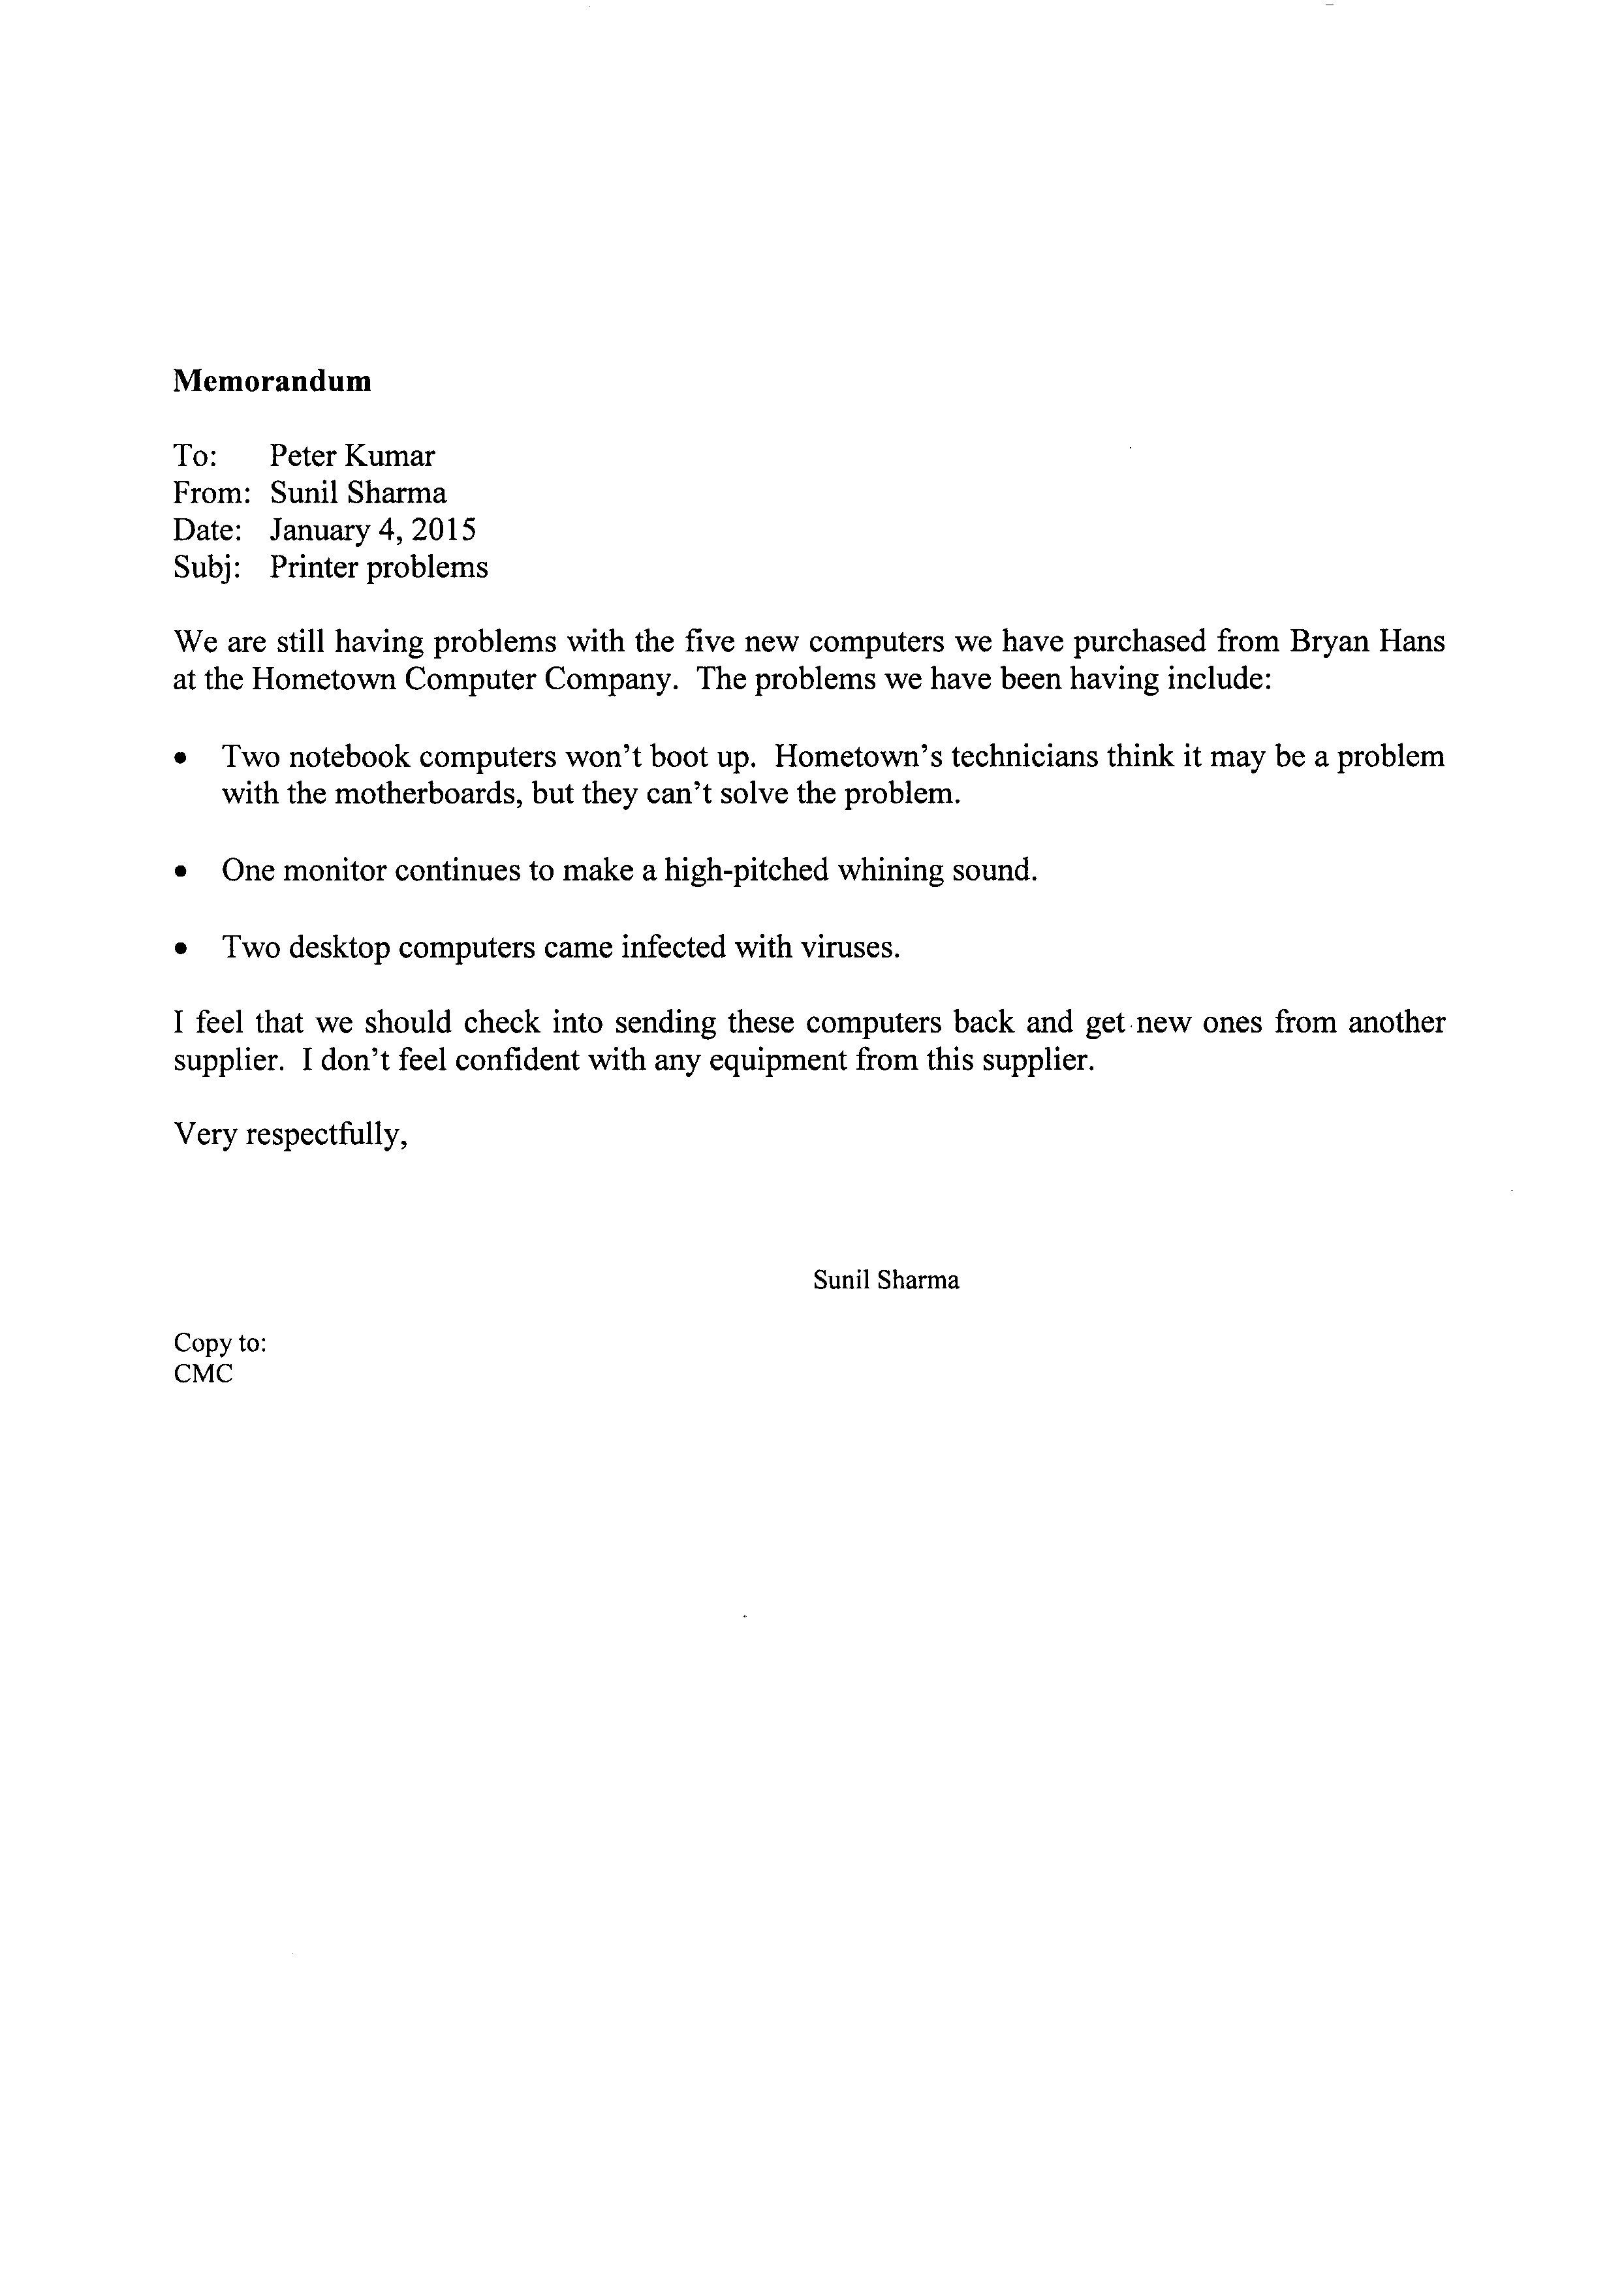 Memorandum
To: Peter Kumar
From: Sunil Sharma
Date: January 4, 2015
Subj: Printer problems
We are still having problems with the five new computers we have purchased from Bryan Hans
at the Hometown Computer Company. The problems we have been having include:
• Two notebook computers won't boot up. Hometown's technicians think it may be a problem
with the motherboards, but they can't solve the problem.
• One monitor continues to make a high-pitched whining sound.
• Two desktop computers came infected with viruses.
I feel that we should check into sending these computers back and get new ones from another
supplier. I don't feel confident with any equipment from this supplier.
Very respectfully,
Sunil Sharma
Copy to:
CMC